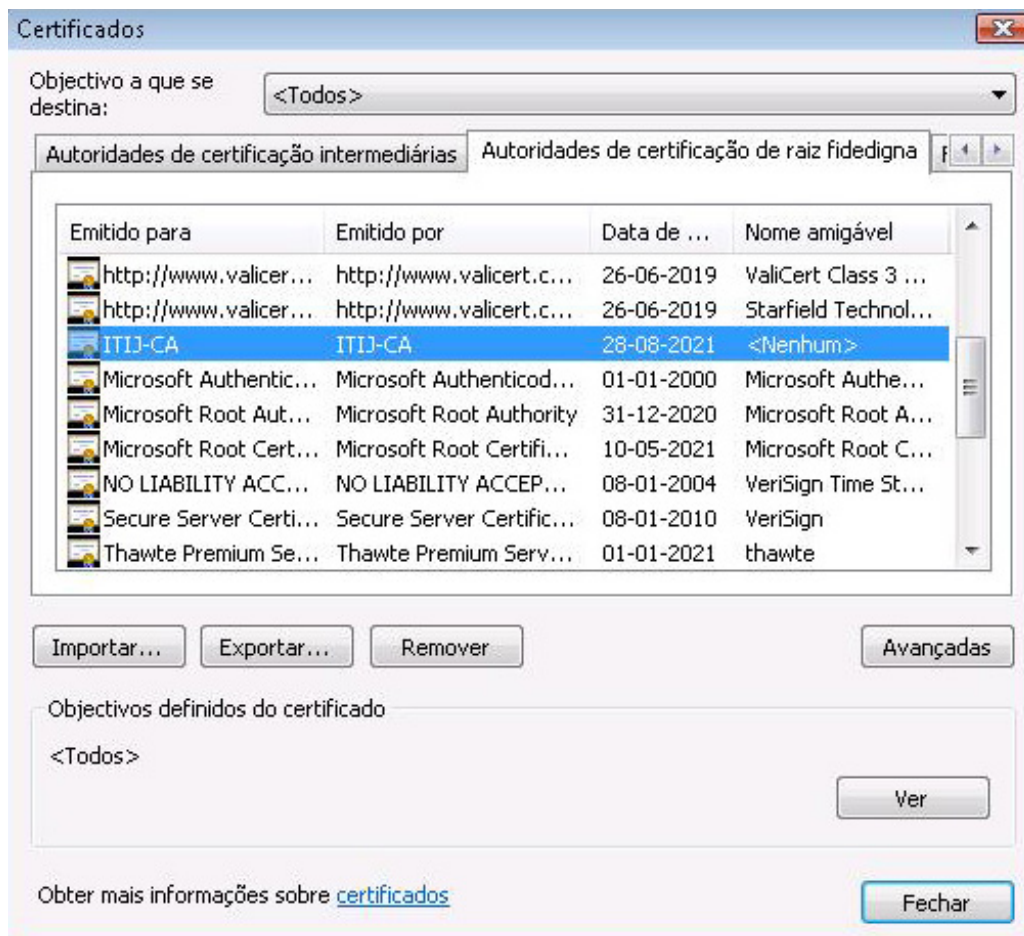 Certificados
Objectivo a que se
destina:
<Todos>
Autoridades de certificação intermediárias Autoridades de certificação de raiz fidedigna
Emitido para Emitido por Data de ... Nome amigável
http://www.valicer... http://www.valicert.c... 26-06-2019 ValiCert Class 3 ...
http://www.valicer... http://www.valicert.c... 26-06-2019 Starfield Technol...
ITIJ-CA ITIJ-CA 28-08-2021 <Nenhum>
Microsoft Authentic... Microsoft Authenticod... 01-01-2000 Microsoft Authe...
Microsoft Root Aut... Microsoft Root Authority 31-12-2020 Microsoft Root A...
Microsoft Root Cert... Microsoft Root Certifi... 10-05-2021 Microsoft Root C...
NO LIABILITY ACC... NO LIABILITY ACCEP... 08-01-2004 VeriSign Time St...
Secure Server Certi... Secure Server Certific... 08-01-2010 VeriSign
Thawte Premium Se... Thawte Premium Serv... 01-01-2021 thawte
Importar... Exportar... Remover Avançadas
Objectivos definidos do certificado
<Todos>
Ver
Obter mais informações sobre certificados
Fechar